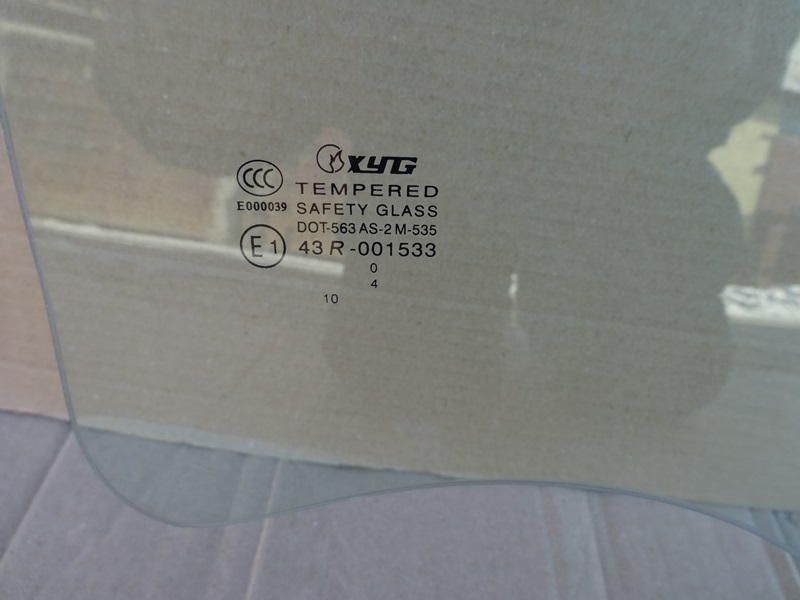 XYG
CCC
TEMPERED
E000039
SAFETY GLASS
DOT-563 AS-2 M-535
E1
43 R-001533
0
4
10